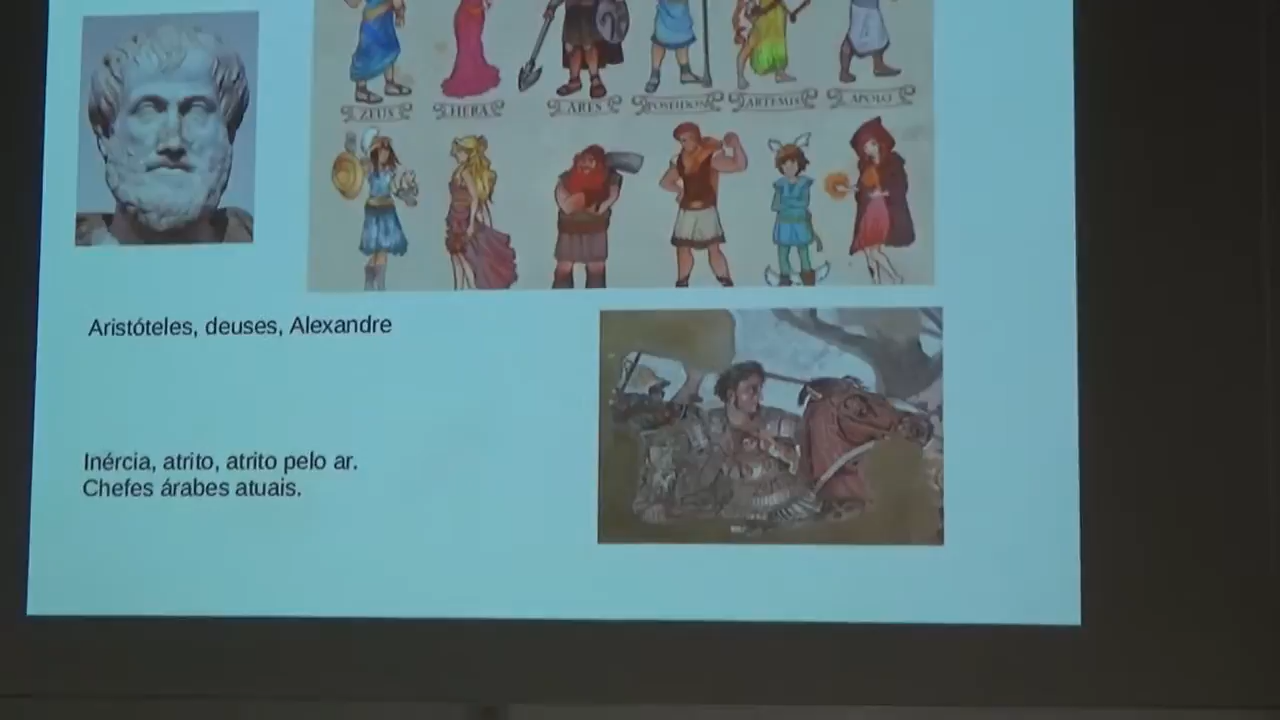 ZEUS
HERA
ARES
POSEIDON
ARTEMIS
APOLO
Aristóteles, deuses, Alexandre
Inércia, atrito, atrito pelo ar.
Chefes árabes atuais.